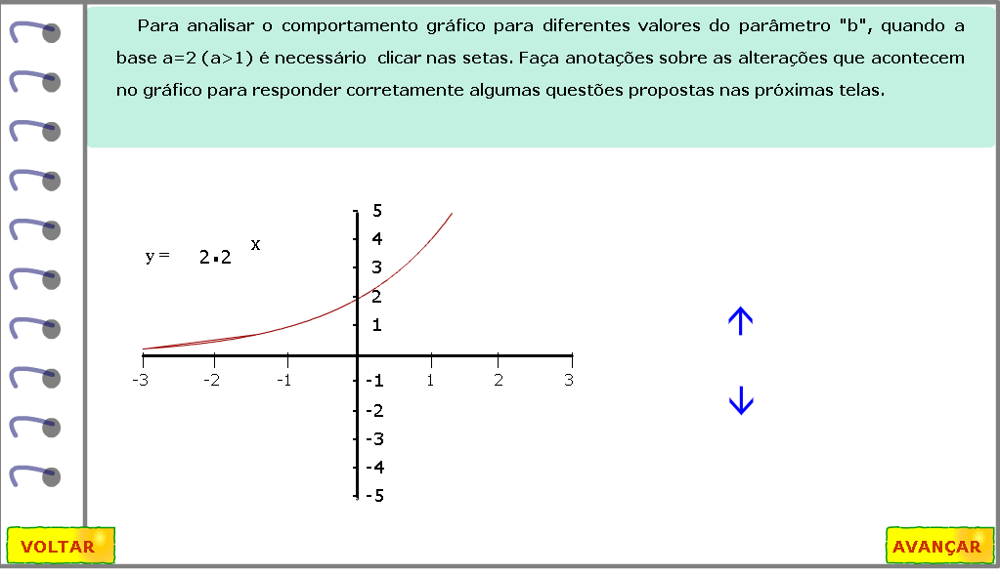 Para analisar o comportamento gráfico para diferentes valores do parâmetro "b", quando a
base a=2 (a>1) é necessário clicar nas setas. Faça anotações sobre as alterações que acontecem
no gráfico para responder corretamente algumas questões propostas nas próximas telas.
5
4
y = 2.2 x
3
2
1
-3 -2 -1 1 2 3
-1
-2
-3
-4
-5
VOLTAR
AVANÇAR